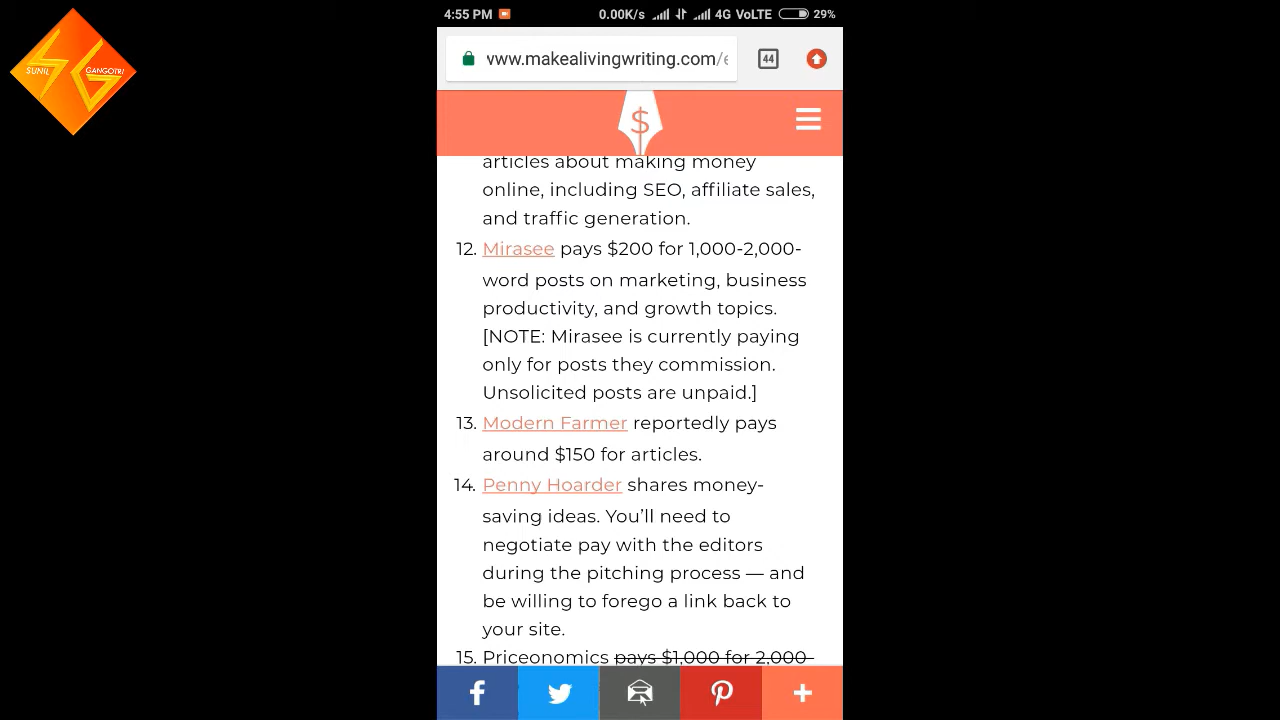 SUNIL
GANGOTRI
4:55 PM 0.00K/s 4G VoLTE 29%
www.makealivingwriting.com/e
44
$
articles about making money
online, including SEO, affiliate sales,
and traffic generation.
12. Mirasee pays $200 for 1,000-2,000-
word posts on marketing, business
productivity, and growth topics.
[NOTE: Mirasee is currently paying
only for posts they commission.
Unsolicited posts are unpaid.]
13. Modern Farmer reportedly pays
around $150 for articles.
14. Penny Hoarder shares money-
saving ideas. You’ll need to
negotiate pay with the editors
during the pitching process — and
be willing to forego a link back to
your site.
15. Priceonomics pays $1,000 for 2,000-